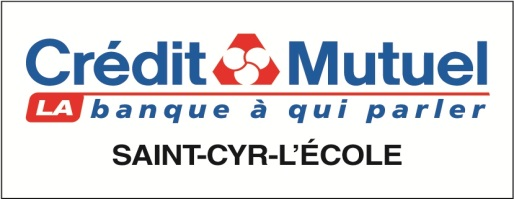 Crédit Mutuel
LA banque à qui parler
SAINT-CYR-L'ÉCOLE